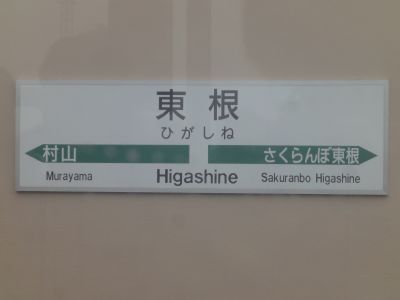 東根
ひがしね
村山
さくらんぼ東根
Murayama
Higashine
Sakuranbo Higashine